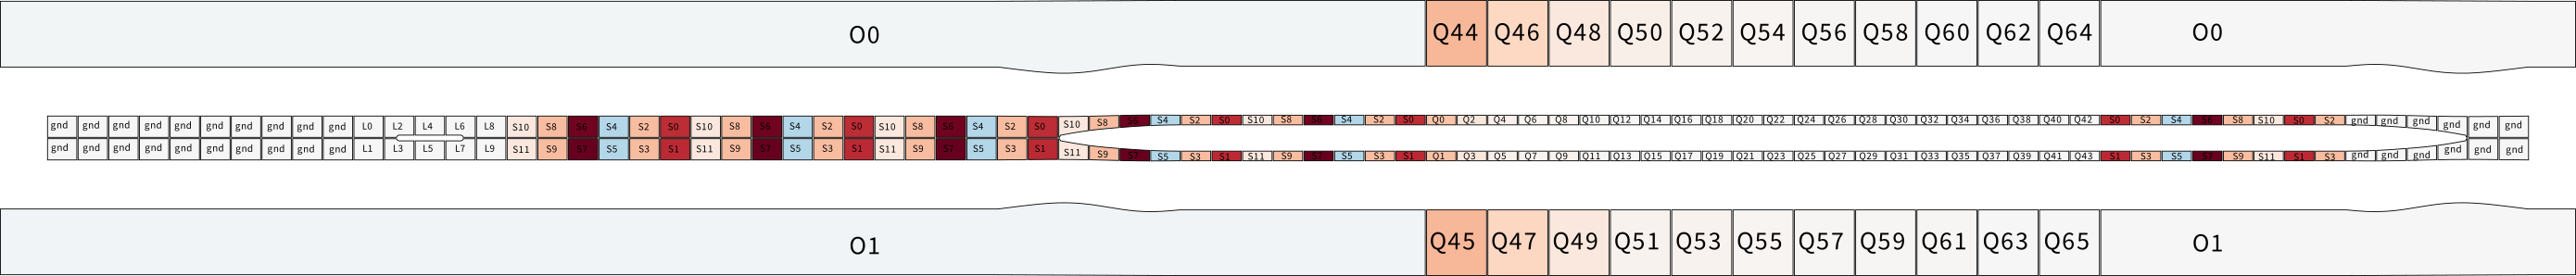 O0 Q44 Q46 Q48 Q50 Q52 Q54 Q56 Q58 Q60 Q62 Q64 O0
gnd gnd gnd gnd gnd gnd gnd gnd gnd gnd L0 L2 L4 L6 L8 S10 S8 S6 S4 S2 S0 S10 S8 S6 S4 S2 S0 S10 S8 S6 S4 S2 S0 S10 S8 S6 S4 S2 S0 S10 S8 S6 S4 S2 S0 Q0 Q2 Q4 Q6 Q8 Q10 Q12 Q14 Q16 Q18 Q20 Q22 Q24 Q26 Q28 Q30 Q32 Q34 Q36 Q38 Q40 Q42 S0 S2 S4 S6 S8 S10 S0 S2 gnd gnd gnd gnd gnd gnd
gnd gnd gnd gnd gnd gnd gnd gnd gnd gnd L1 L3 L5 L7 L9 S11 S9 S7 S5 S3 S1 S11 S9 S7 S5 S3 S1 S11 S9 S7 S5 S3 S1 S11 S9 S7 S5 S3 S1 S11 S9 S7 S5 S3 S1 Q1 Q3 Q5 Q7 Q9 Q11 Q13 Q15 Q17 Q19 Q21 Q23 Q25 Q27 Q29 Q31 Q33 Q35 Q37 Q39 Q41 Q43 S1 S3 S5 S7 S9 S11 S1 S3 gnd gnd gnd gnd gnd gnd
O1 Q45 Q47 Q49 Q51 Q53 Q55 Q57 Q59 Q61 Q63 Q65 O1